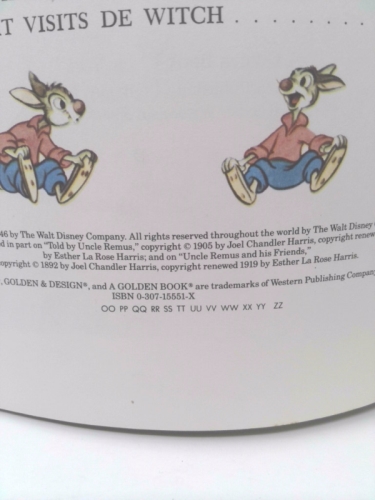 IT VISITS DE WITCH . . . . . . . . .
46 by The Walt Disney Company. All rights reserved throughout the world by The Walt Disney
d in part on "Told by Uncle Remus," copyright © 1905 by Joel Chandler Harris, copyright renew
by Esther La Rose Harris; and on "Uncle Remus and his Friends,"
opyright © 1892 by Joel Chandler Harris, copyright renewed 1919 by Esther La Rose Harris.
, GOLDEN & DESIGN®, and A GOLDEN BOOK® are trademarks of Western Publishing Company
ISBN 0-307-15551-X
OO PP QQ RR SS TT UU VV WW XX YY ZZ